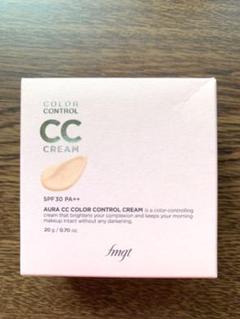 COLOR
CONTROL
CC
CREAM
SPF30 PA++
AURA CC COLOR CONTROL CREAM is a color-controlling
cream that brightens your complexion and keeps your morning
makeup intact without any darkening.
20 g / 0.70 oz.
fmgt